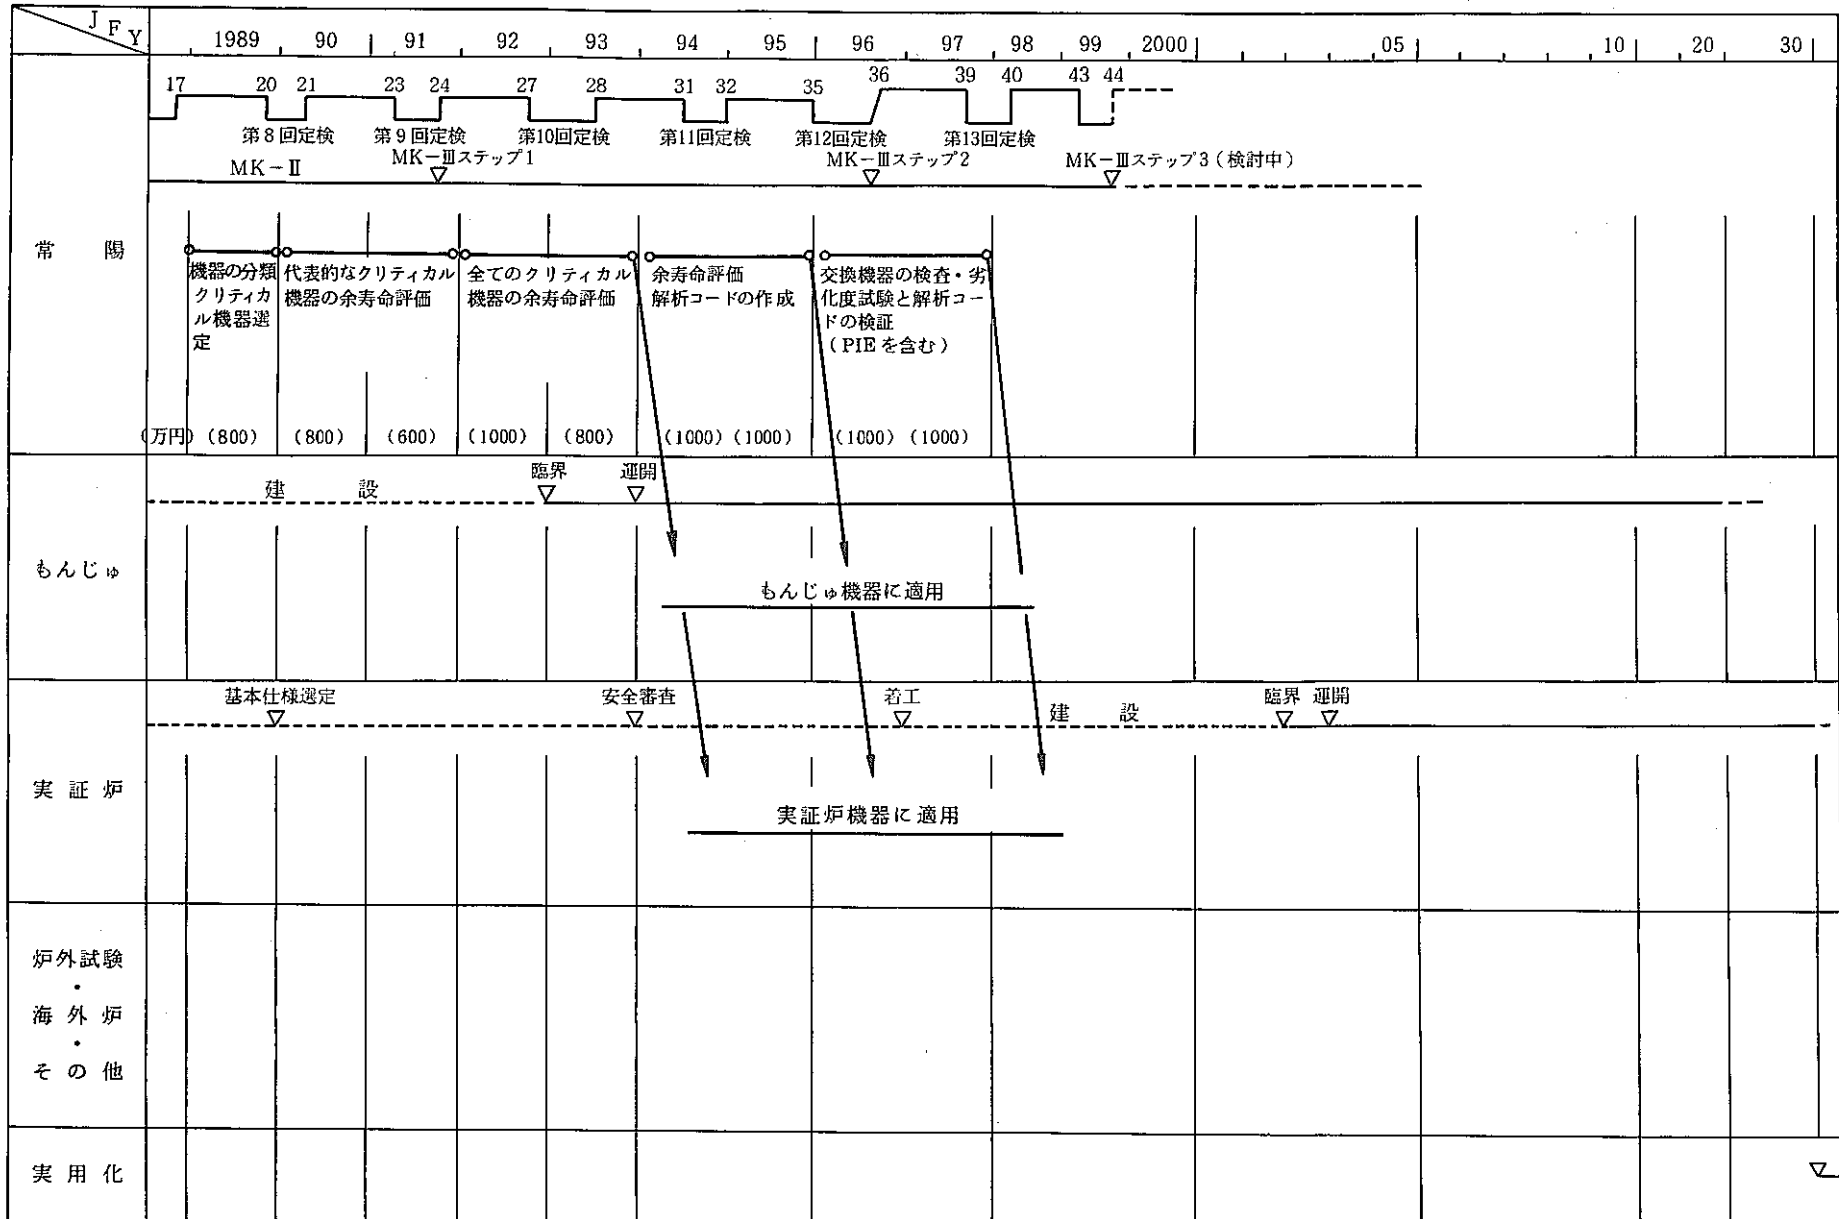 JFY
1989 90 91 92 93 94 95 96 97 98 99 2000 05 10 20 30
17 20 21 23 24 27 28 31 32 35 36 39 40 43 44
第8回定検 第9回定検 第10回定検 第11回定検 第12回定検 第13回定検
MK-Ⅱ MK-Ⅲステップ1 MK-Ⅲステップ2 MK-Ⅲステップ3(検討中)
常陽
機器の分類
クリティカ
ル機器選
定
代表的なクリティカル
機器の余寿命評価
全てのクリティカル
機器の余寿命評価
余寿命評価
解析コードの作成
交換機器の検査・劣
化度試験と解析コー
ドの検証
(PIEを含む)
(万円) (800) (800) (600) (1000) (800) (1000) (1000) (1000) (1000)
臨界 運開
建設
もんじゅ
もんじゅ機器に適用
基本仕様選定 安全審査 着工 建設 臨界 運開
実証炉
実証炉機器に適用
炉外試験
・
海外炉
・
その他
実用化